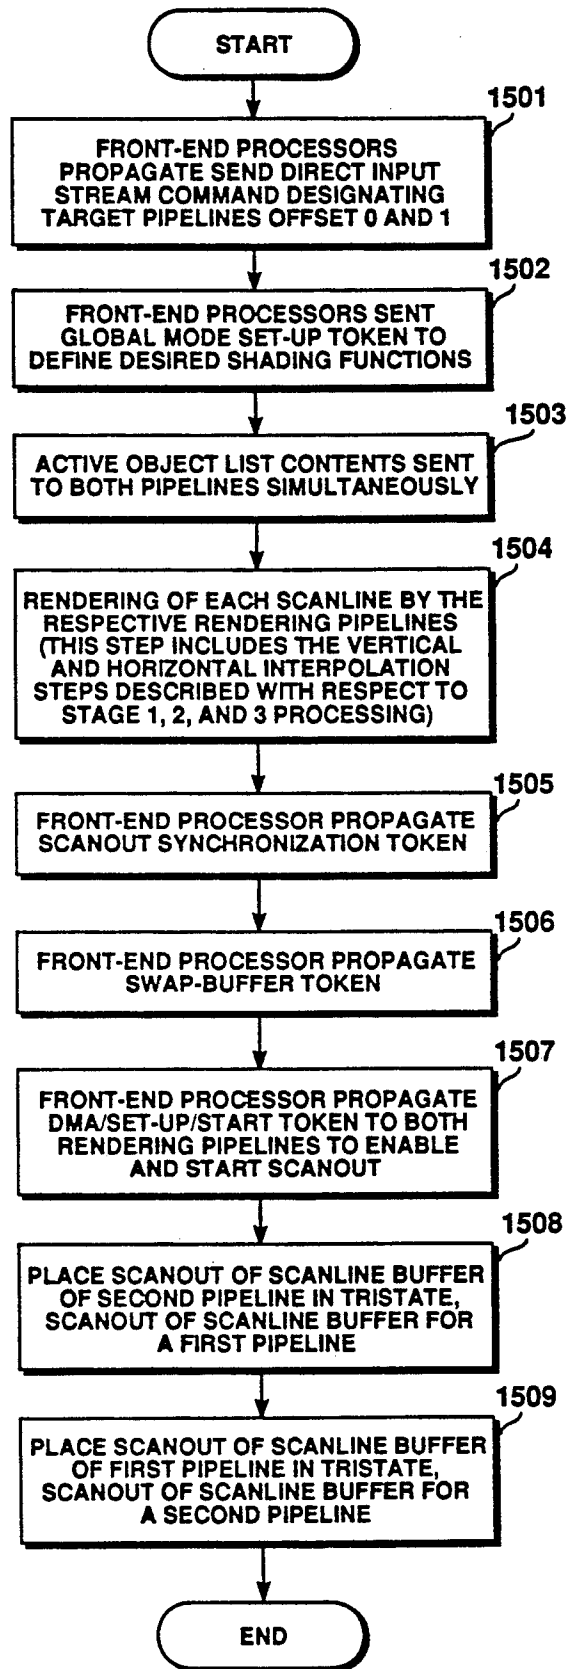 START
1501
FRONT-END PROCESSORS
PROPAGATE SEND DIRECT INPUT
STREAM COMMAND DESIGNATING
TARGET PIPELINES OFFSET 0 AND 1
1502
FRONT-END PROCESSORS SENT
GLOBAL MODE SET-UP TOKEN TO
DEFINE DESIRED SHADING FUNCTIONS
1503
ACTIVE OBJECT LIST CONTENTS SENT
TO BOTH PIPELINES SIMULTANEOUSLY
1504
RENDERING OF EACH SCANLINE BY THE
RESPECTIVE RENDERING PIPELINES
(THIS STEP INCLUDES THE VERTICAL
AND HORIZONTAL INTERPOLATION
STEPS DESCRIBED WITH RESPECT TO
STAGE 1, 2, AND 3 PROCESSING)
1505
FRONT-END PROCESSOR PROPAGATE
SCANOUT SYNCHRONIZATION TOKEN
1506
FRONT-END PROCESSOR PROPAGATE
SWAP-BUFFER TOKEN
1507
FRONT-END PROCESSOR PROPAGATE
DMA/SET-UP/START TOKEN TO BOTH
RENDERING PIPELINES TO ENABLE
AND START SCANOUT
1508
PLACE SCANOUT OF SCANLINE BUFFER
OF SECOND PIPELINE IN TRISTATE,
SCANOUT OF SCANLINE BUFFER FOR
A FIRST PIPELINE
1509
PLACE SCANOUT OF SCANLINE BUFFER
OF FIRST PIPELINE IN TRISTATE,
SCANOUT OF SCANLINE BUFFER FOR
A SECOND PIPELINE
END